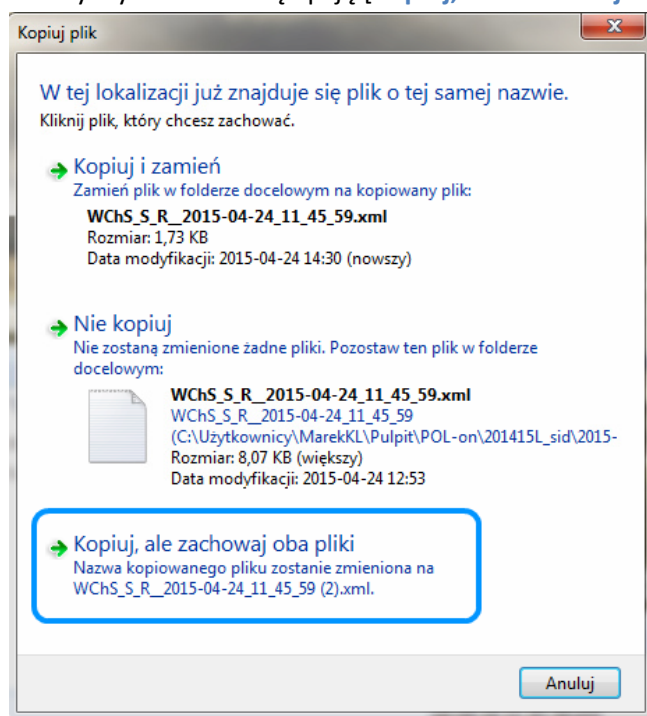 Kopiuj plik
W tej lokalizacji już znajduje się plik o tej samej nazwie.
Kliknij plik, który chcesz zachować.
Kopiuj i zamień
Zamień plik w folderze docelowym na kopiowany plik:
WChS_S_R__2015-04-24_11_45_59.xml
Rozmiar: 1,73 KB
Data modyfikacji: 2015-04-24 14:30 (nowszy)
Nie kopiuj
Nie zostaną zmienione żadne pliki. Pozostaw ten plik w folderze
docelowym:
WChS_S_R__2015-04-24_11_45_59.xml
WChS_S_R__2015-04-24_11_45_59
(C:\Użytkownicy\MarekKL\Pulpit\POL-on\201415L_sid\2015-
Rozmiar: 8,07 KB (większy)
Data modyfikacji: 2015-04-24 12:53
Kopiuj, ale zachowaj oba pliki
Nazwa kopiowanego pliku zostanie zmieniona na
WChS_S_R__2015-04-24_11_45_59 (2).xml.
Anuluj